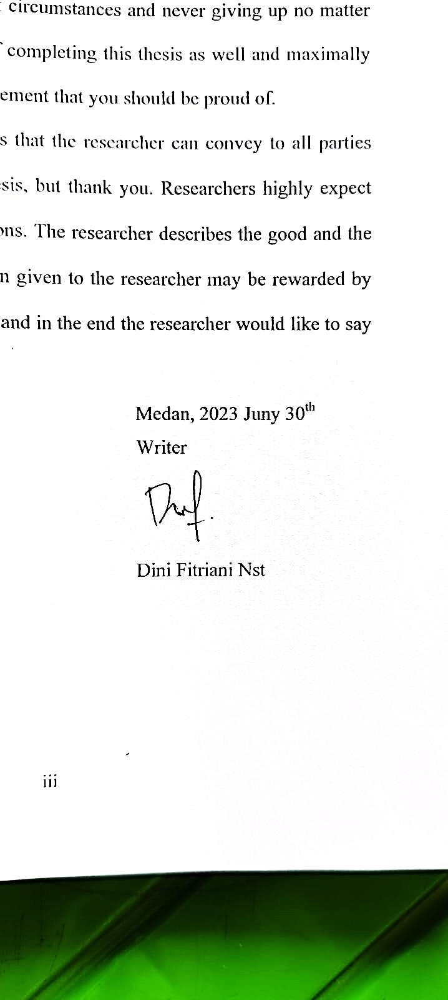 circumstances and never giving up no matter
completing this thesis as well and maximally
ement that you should be proud of.
s that the researcher can convey to all parties
sis, but thank you. Researchers highly expect
ons. The researcher describes the good and the
n given to the researcher may be rewarded by
and in the end the researcher would like to say
Medan, 2023 Juny 30th
Writer
Dini Fitriani Nst
iii